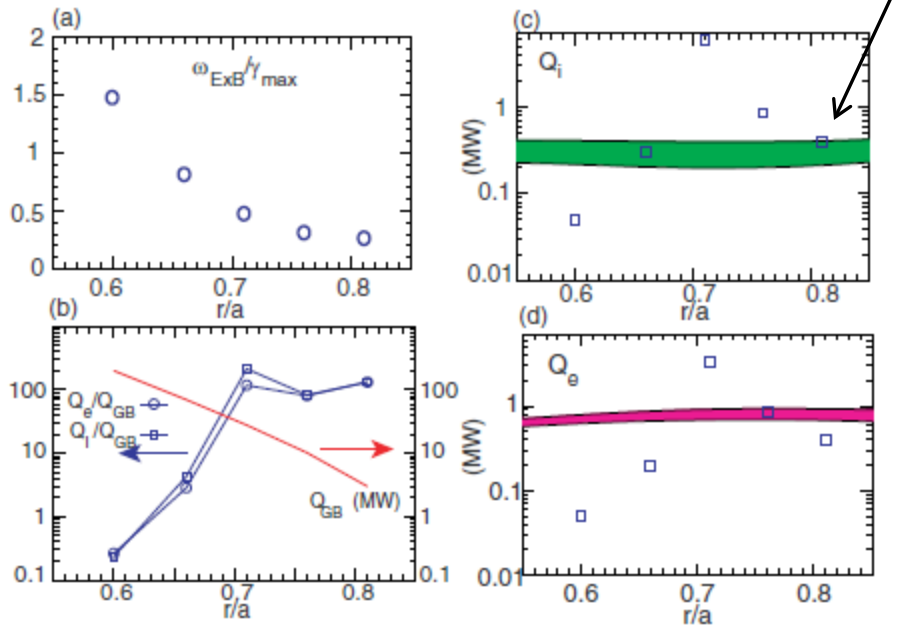 (a)
2
1.5
1
0.5
0
ω_ExB/γ_max
0.6 0.7 0.8
r/a
(b)
100
10
1
0.1
Q_e/Q_GB
Q_I/Q_GB
Q_GB (MW)
100
10
1
0.1
0.6 0.7 0.8
r/a
(c)
Q_i
(MW)
1
0.1
0.01
0.6 0.7 0.8
r/a
(d)
Q_e
(MW)
1
0.1
0.01
0.6 0.7 0.8
r/a